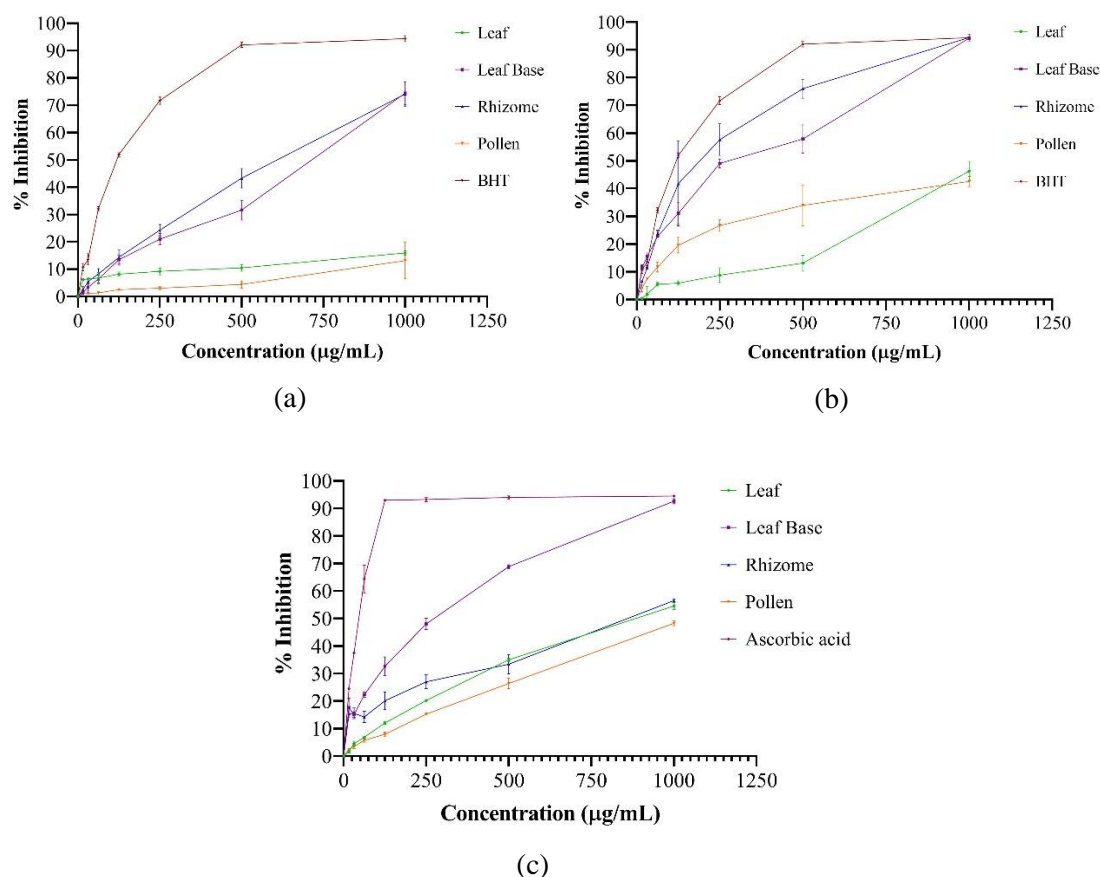 100
90
80
70
60
50
40
30
20
10
0
% Inhibition
0 250 500 750 1000 1250
Concentration (µg/mL)
Leaf
Leaf Base
Rhizome
Pollen
BHT
(a)
100
90
80
70
60
50
40
30
20
10
0
% Inhibition
0 250 500 750 1000 1250
Concentration (µg/mL)
Leaf
Leaf Base
Rhizome
Pollen
BHT
(b)
100
90
80
70
60
50
40
30
20
10
0
% Inhibition
0 250 500 750 1000 1250
Concentration (µg/mL)
Leaf
Leaf Base
Rhizome
Pollen
Ascorbic acid
(c)